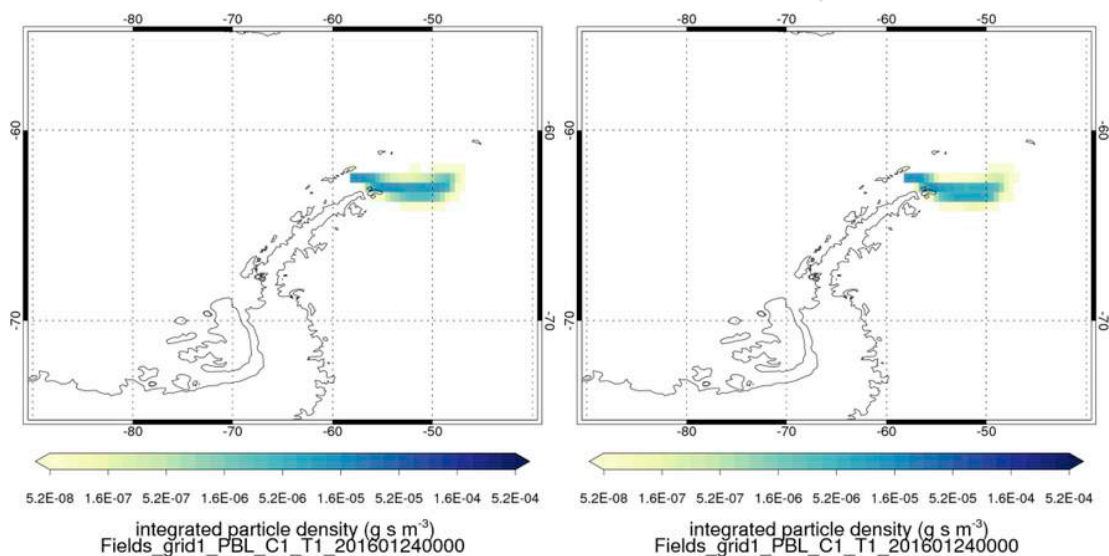 -80 -70 -60 -50 -80 -70 -60 -50
-60 -60 -60 -60
-70 -70 -70 -70
-80 -70 -60 -50 -80 -70 -60 -50
5.2E-08 1.6E-07 5.2E-07 1.6E-06 5.2E-06 1.6E-05 5.2E-05 1.6E-04 5.2E-04 5.2E-08 1.6E-07 5.2E-07 1.6E-06 5.2E-06 1.6E-05 5.2E-05 1.6E-04 5.2E-04
integrated particle density (g s m⁻³) integrated particle density (g s m⁻³)
Fields_grid1_PBL_C1_T1_201601240000 Fields_grid1_PBL_C1_T1_201601240000